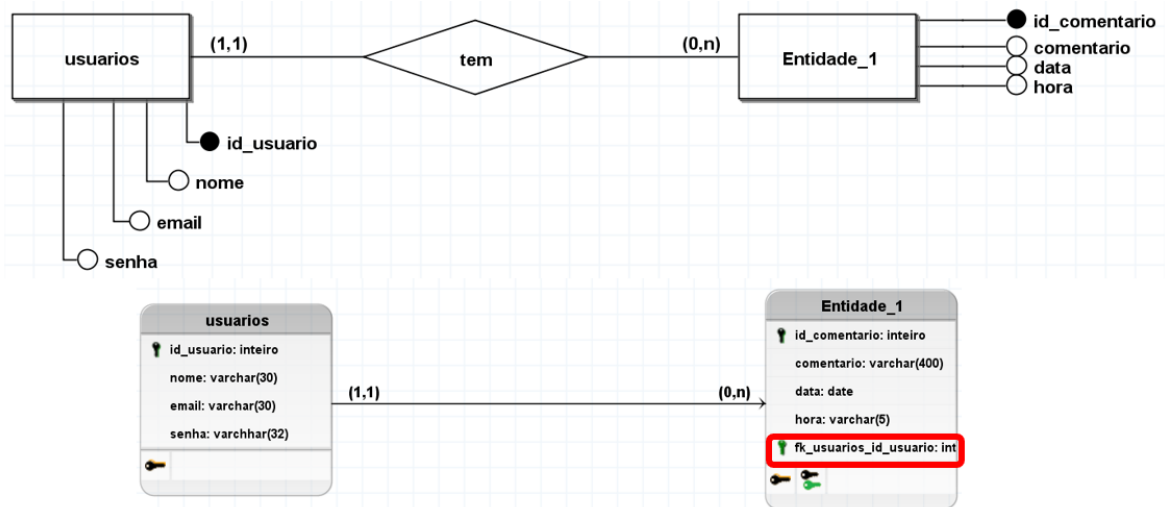 usuarios
(1,1)
tem
(0,n)
Entidade_1
id_comentario
comentario
data
hora
id_usuario
nome
email
senha
usuarios
id_usuario: inteiro
nome: varchar(30)
email: varchar(30)
senha: varchhar(32)
(1,1)
(0,n)
Entidade_1
id_comentario: inteiro
comentario: varchar(400)
data: date
hora: varchar(5)
fk_usuarios_id_usuario: int